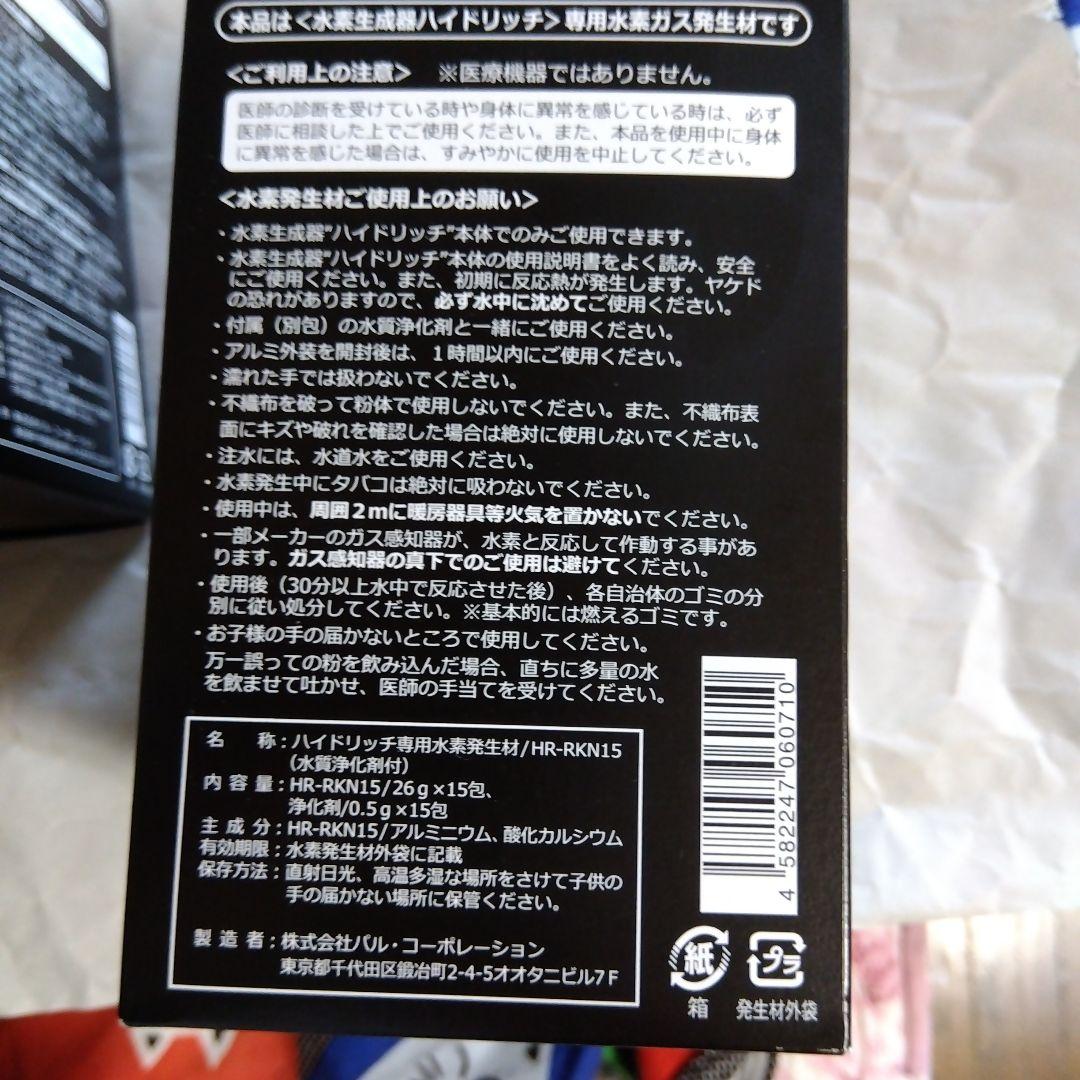 本品は<水素生成器ハイドリッチ>専用水素ガス発生材です
<ご利用上の注意> ※医療機器ではありません。
医師の診断を受けている時や身体に異常を感じている時は、必ず
医師に相談した上でご使用ください。また、本品を使用中に身体
に異常を感じた場合は、すみやかに使用を中止してください。
<水素発生材ご使用上のお願い>
・水素生成器"ハイドリッチ"本体でのみご使用できます。
・水素生成器"ハイドリッチ"本体の使用説明書をよく読み、安全
にご使用ください。また、初期に反応熱が発生します。ヤケド
の恐れがありますので、必ず水中に沈めてご使用ください。
・付属（別包）の水質浄化剤と一緒にご使用ください。
・アルミ外装を開封後は、１時間以内にご使用ください。
・濡れた手では扱わないでください。
・不織布を破って粉体で使用しないでください。また、不織布表
面にキズや破れを確認した場合は絶対に使用しないでください。
・注水には、水道水をご使用ください。
・水素発生中にタバコは絶対に吸わないでください。
・使用中は、周囲２mに暖房器具等火気を置かないでください。
・一部メーカーのガス感知器が、水素と反応して作動する事があ
ります。ガス感知器の真下でのご使用は避けてください。
・使用後（30分以上水中で反応させた後）、各自治体のゴミの分
別に従い処分してください。※基本的には燃えるゴミです。
・お子様の手の届かないところで使用してください。
万一誤っての粉を飲み込んだ場合、直ちに多量の水
を飲ませて吐かせ、医師の手当てを受けてください。
名 称：ハイドリッチ専用水素発生材/HR-RKN15
（水質浄化剤付）
内 容 量：HR-RKN15/26ｇ×15包、
浄化剤/0.5ｇ×15包
主 成 分：HR-RKN15/アルミニウム、酸化カルシウム
有効期限：水素発生材外袋に記載
保存方法：直射日光、高温多湿な場所をさけて子供の
手の届かない場所に保管ください。
製 造 者：株式会社パル・コーポレーション
東京都千代田区鍛冶町2-4-5オオタニビル7Ｆ
4 582247 060710
紙
箱
プラ
発生材外袋